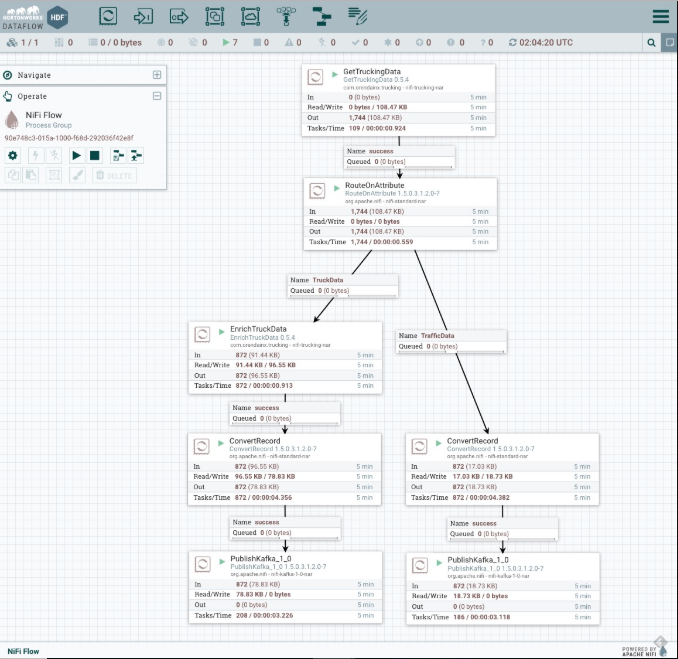 HORTONWORKS
DATAFLOW
HDF
1 / 1
0
0 / 0 bytes
0
0
7
0
0
0
0
0
0
0
0
02:04:20 UTC
Navigate
Operate
NiFi Flow
Process Group
90e748c3-015a-1000-f68d-292036f42e8f
DELETE
GetTruckingData
GetTruckingData 0.5.4
com.orendainx.trucking - nifi-trucking-nar
In 0 (0 bytes) 5 min
Read/Write 0 bytes / 108.47 KB 5 min
Out 1,744 (108.47 KB) 5 min
Tasks/Time 109 / 00:00:00.924 5 min
Name success
Queued 0 (0 bytes)
RouteOnAttribute
RouteOnAttribute 1.5.0.3.1.2.0-7
org.apache.nifi - nifi-standard-nar
In 1,744 (108.47 KB) 5 min
Read/Write 0 bytes / 0 bytes 5 min
Out 1,744 (108.47 KB) 5 min
Tasks/Time 1,744 / 00:00:00.559 5 min
Name TruckData
Queued 0 (0 bytes)
Name TrafficData
Queued 0 (0 bytes)
EnrichTruckData
EnrichTruckData 0.5.4
com.orendainx.trucking - nifi-trucking-nar
In 872 (91.44 KB) 5 min
Read/Write 91.44 KB / 96.55 KB 5 min
Out 872 (96.55 KB) 5 min
Tasks/Time 872 / 00:00:00.913 5 min
Name success
Queued 0 (0 bytes)
ConvertRecord
ConvertRecord 1.5.0.3.1.2.0-7
org.apache.nifi - nifi-standard-nar
In 872 (96.55 KB) 5 min
Read/Write 96.55 KB / 78.83 KB 5 min
Out 872 (78.83 KB) 5 min
Tasks/Time 872 / 00:00:04.356 5 min
ConvertRecord
ConvertRecord 1.5.0.3.1.2.0-7
org.apache.nifi - nifi-standard-nar
In 872 (17.03 KB) 5 min
Read/Write 17.03 KB / 18.73 KB 5 min
Out 872 (18.73 KB) 5 min
Tasks/Time 872 / 00:00:04.382 5 min
Name success
Queued 0 (0 bytes)
Name success
Queued 0 (0 bytes)
PublishKafka_1_0
PublishKafka_1_0 1.5.0.3.1.2.0-7
org.apache.nifi - nifi-kafka-1-0-nar
In 872 (78.83 KB) 5 min
Read/Write 78.83 KB / 0 bytes 5 min
Out 0 (0 bytes) 5 min
Tasks/Time 208 / 00:00:03.226 5 min
PublishKafka_1_0
PublishKafka_1_0 1.5.0.3.1.2.0-7
org.apache.nifi - nifi-kafka-1-0-nar
In 872 (18.73 KB) 5 min
Read/Write 18.73 KB / 0 bytes 5 min
Out 0 (0 bytes) 5 min
Tasks/Time 186 / 00:00:03.118 5 min
NiFi Flow
POWERED BY
APACHE NIFI